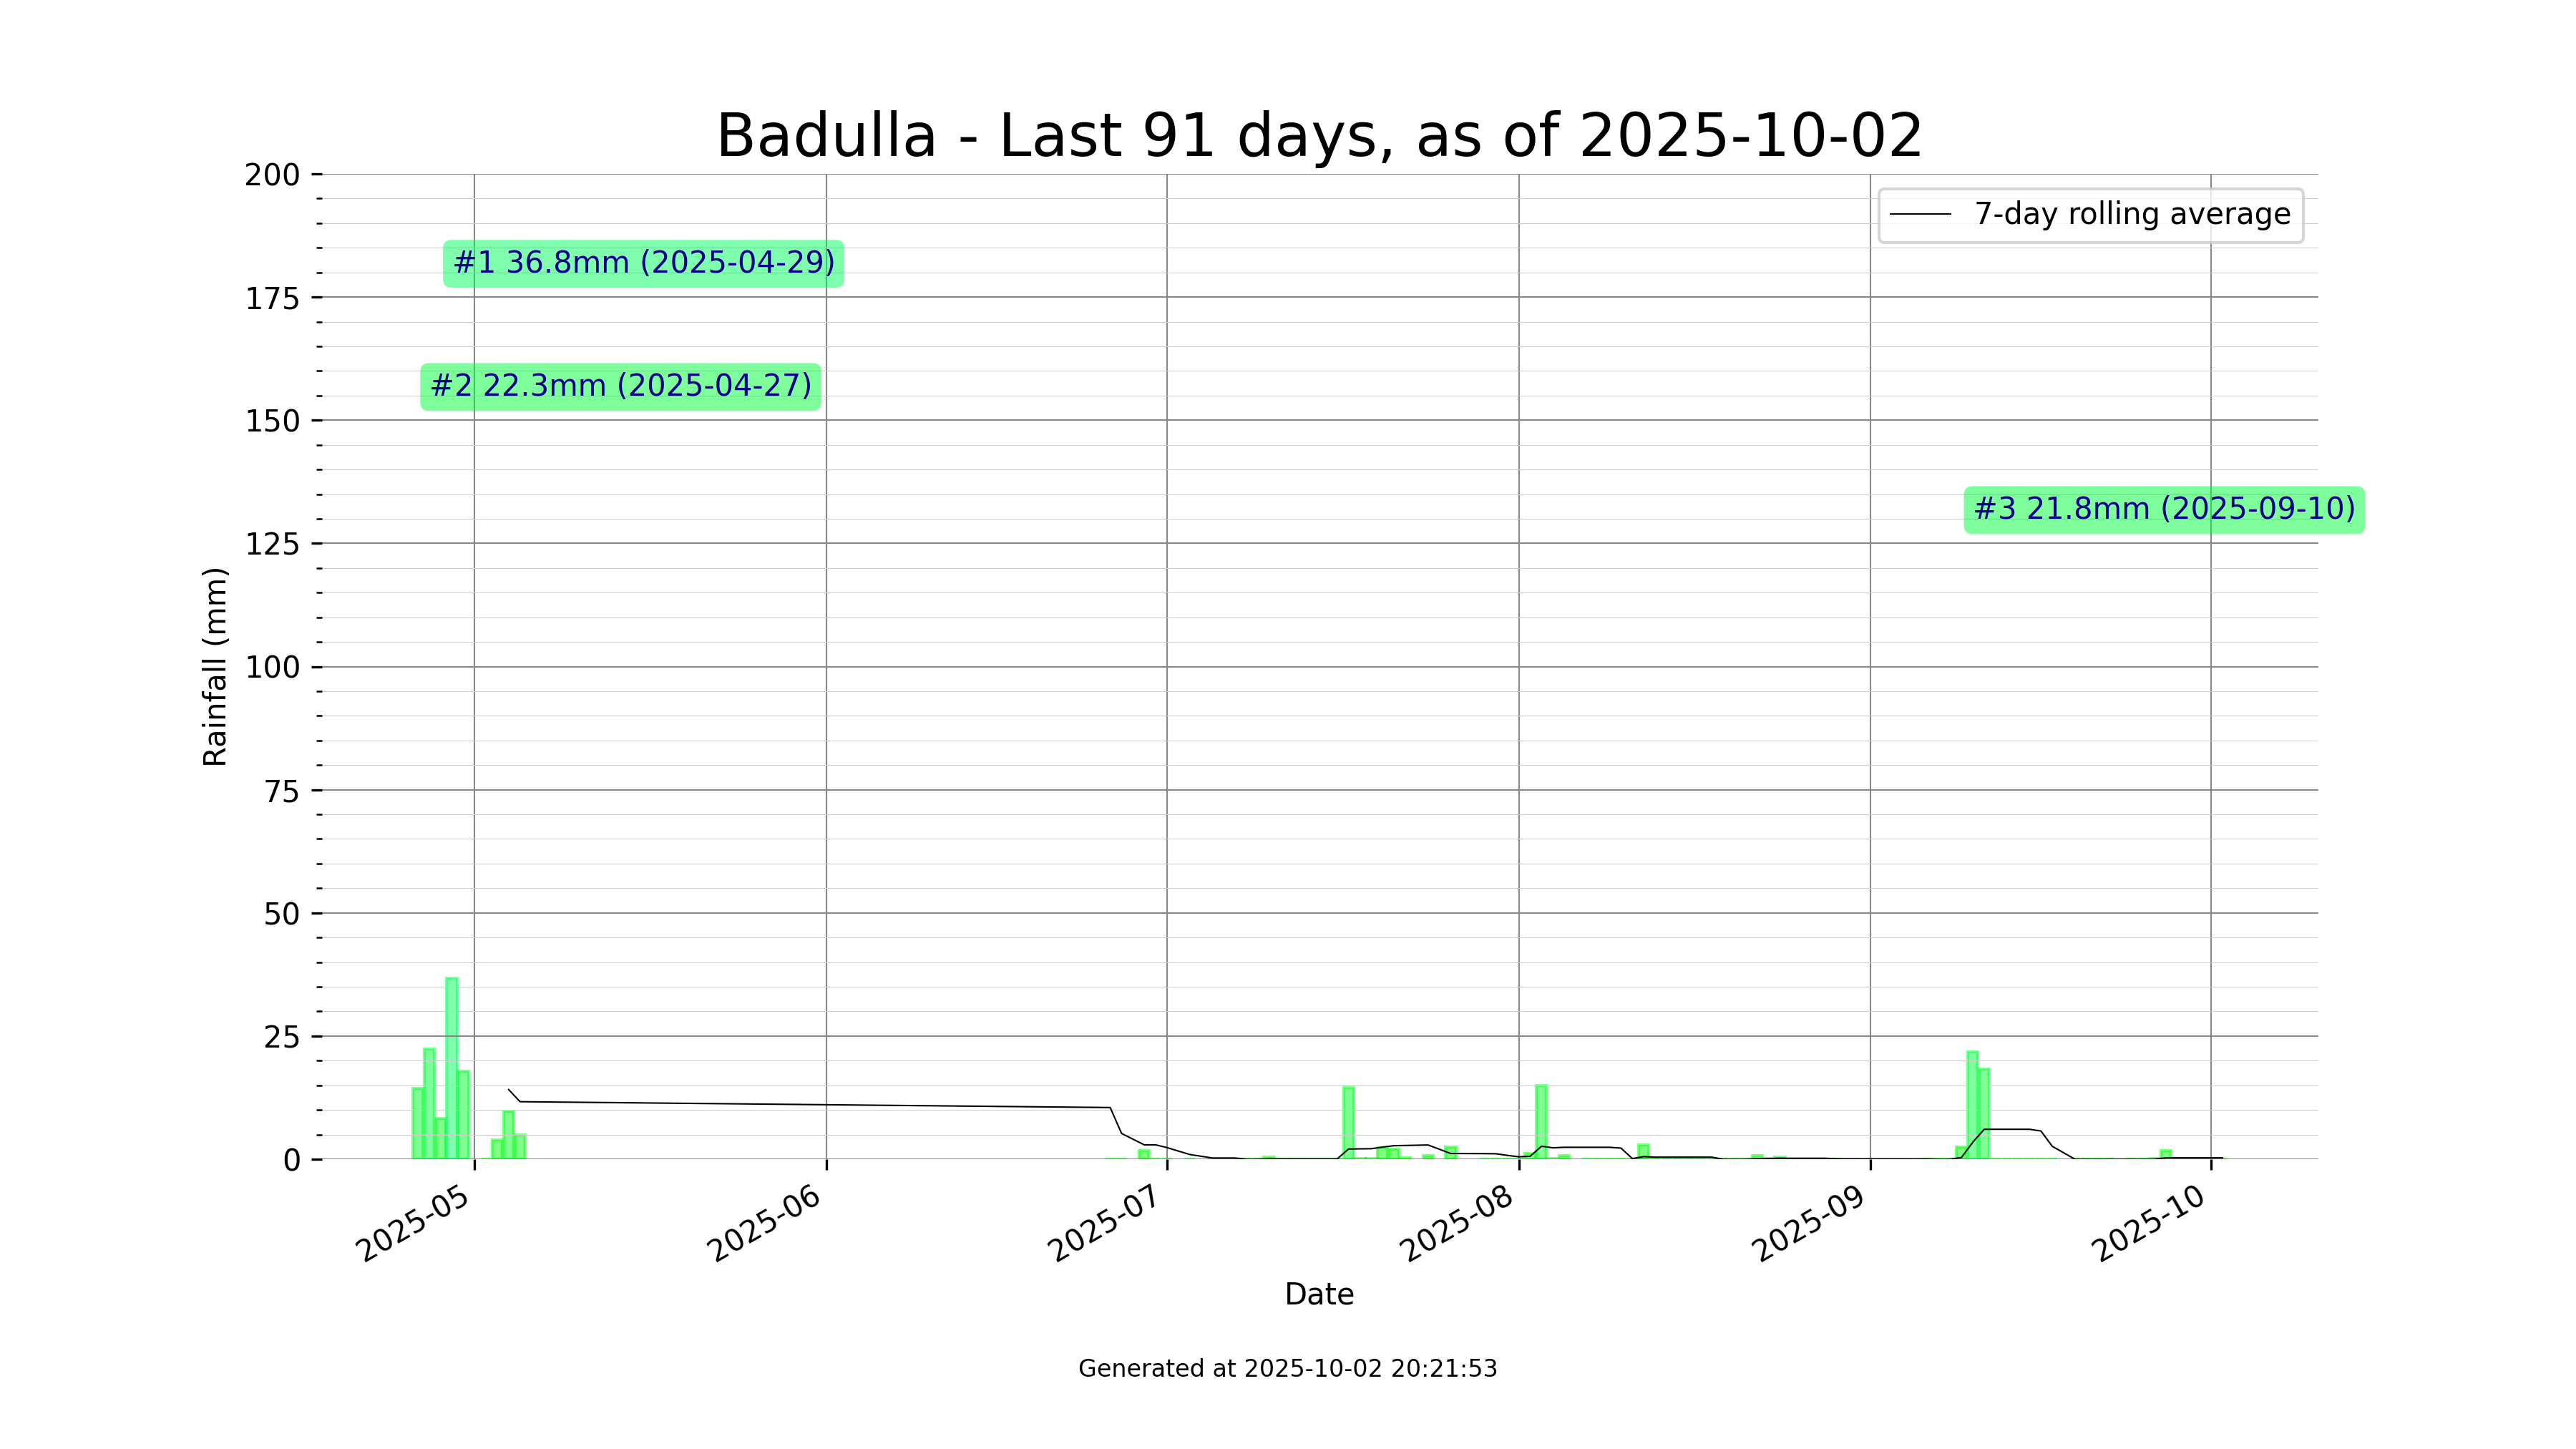 Badulla - Last 91 days, as of 2025-10-02
200
175
150
125
100
75
50
25
0
Rainfall (mm)
7-day rolling average
#1 36.8mm (2025-04-29)
#2 22.3mm (2025-04-27)
#3 21.8mm (2025-09-10)
2025-05
2025-06
2025-07
2025-08
2025-09
2025-10
Date
Generated at 2025-10-02 20:21:53